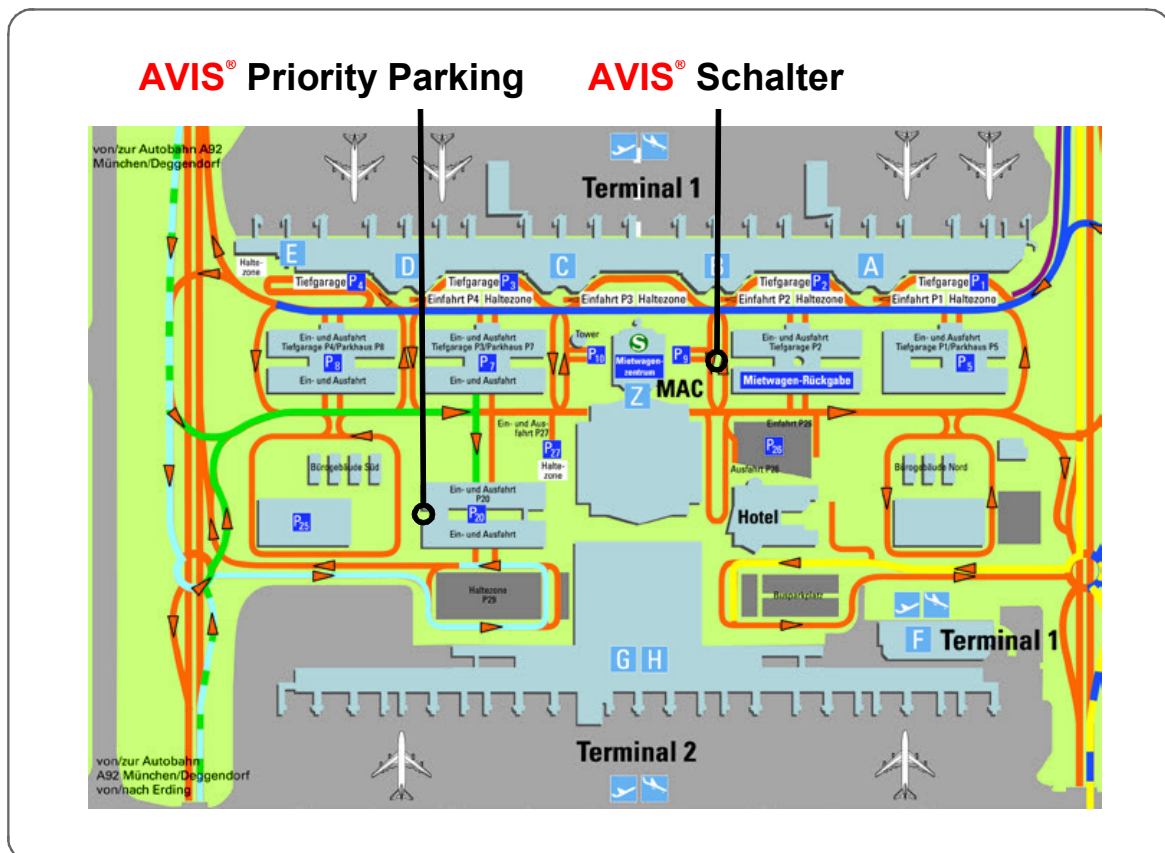 AVIS® Priority Parking
AVIS® Schalter
von/zur Autobahn A92
München/Deggendorf
Terminal 1
E
D
C
B
A
Halte-
zone
Tiefgarage P4
Tiefgarage P3
Tiefgarage P2
Tiefgarage P1
Einfahrt P4 Haltezone
Einfahrt P3 Haltezone
Einfahrt P2 Haltezone
Einfahrt P1 Haltezone
Ein- und Ausfahrt
Tiefgarage P4/Parkhaus P8
P8
Ein- und Ausfahrt
Ein- und Ausfahrt
Tiefgarage P3/Parkhaus P7
P7
Ein- und Ausfahrt
Tower
P10
S
Mietwagen-
zentrum
P9
MAC
Z
Ein- und Ausfahrt
Tiefgarage P2
Mietwagen-Rückgabe
Ein- und Ausfahrt
Tiefgarage P1/Parkhaus P5
P5
Ein- und Ausfahrt
Ein- und Aus-
fahrt P27
P27
Halte-
zone
Einfahrt P26
P26
Ausfahrt P26
Bürogebäude Süd
Bürogebäude Nord
P25
Ein- und Ausfahrt
P20
P20
Ein- und Ausfahrt
Hotel
Haltezone
P29
Busparkplatz
F
Terminal 1
G H
Terminal 2
von/zur Autobahn
A92 München/Deggendorf
von/nach Erding